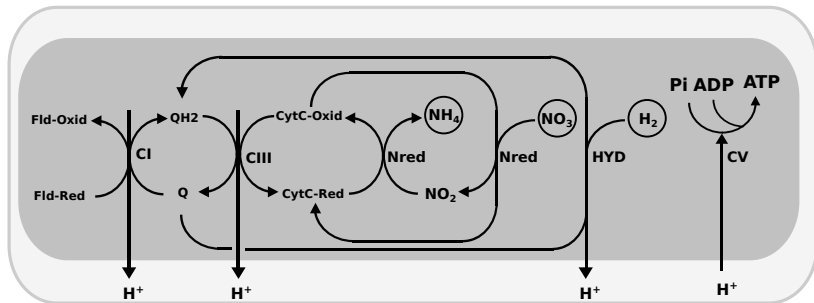 Pi ADP ATP
Fld-Oxid
QH2
CytC-Oxid
NH₄
NO₃
H₂
CI
CIII
Nred
Nred
HYD
CV
Fld-Red
Q
CytC-Red
NO₂
H⁺
H⁺
H⁺
H⁺